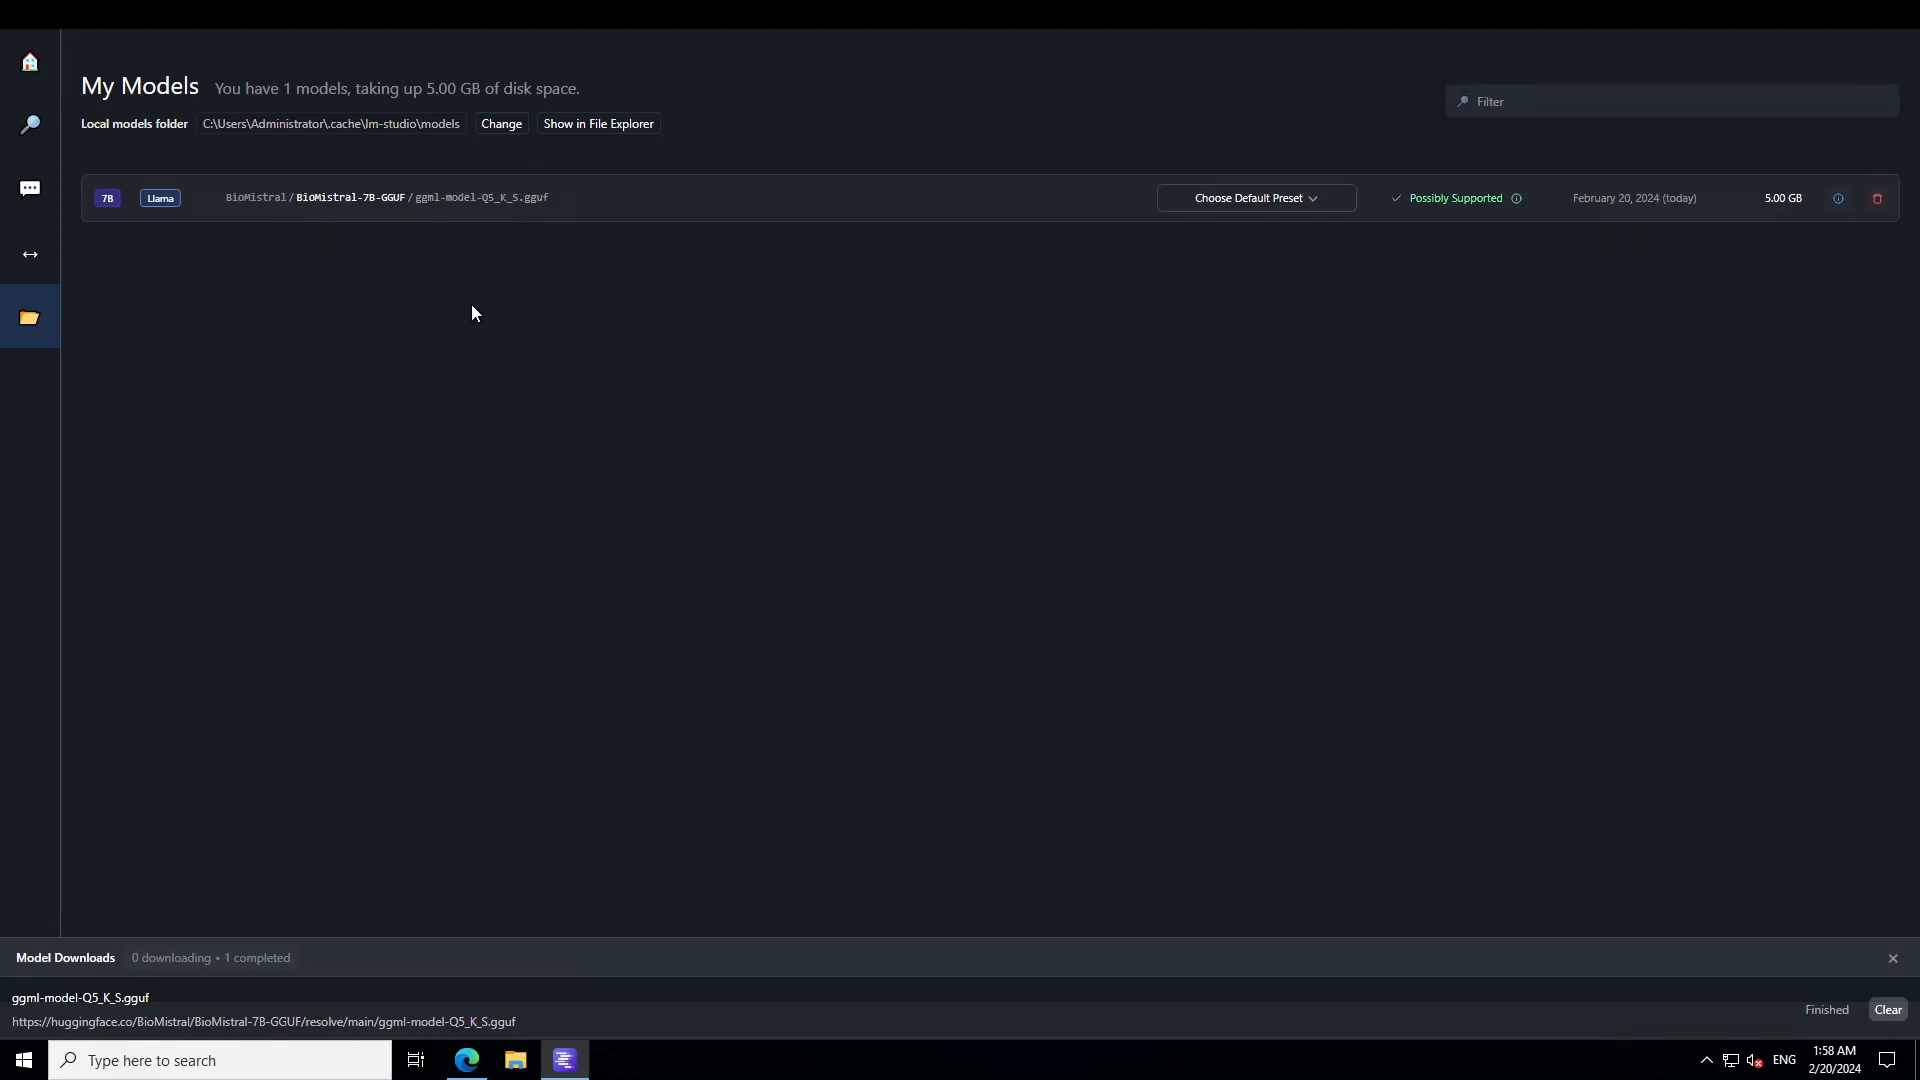 My Models You have 1 models, taking up 5.00 GB of disk space.
Filter
Local models folder C:\Users\Administrator\.cache\lm-studio\models Change Show in File Explorer
7B Llama BioMistral/BioMistral-7B-GGUF/ggml-model-Q5_K_S.gguf Choose Default Preset Possibly Supported February 20, 2024 (today) 5.00 GB
Model Downloads 0 downloading • 1 completed
ggml-model-Q5_K_S.gguf
Finished Clear
https://huggingface.co/BioMistral/BioMistral-7B-GGUF/resolve/main/ggml-model-Q5_K_S.gguf
Type here to search
ENG
1:58 AM
2/20/2024